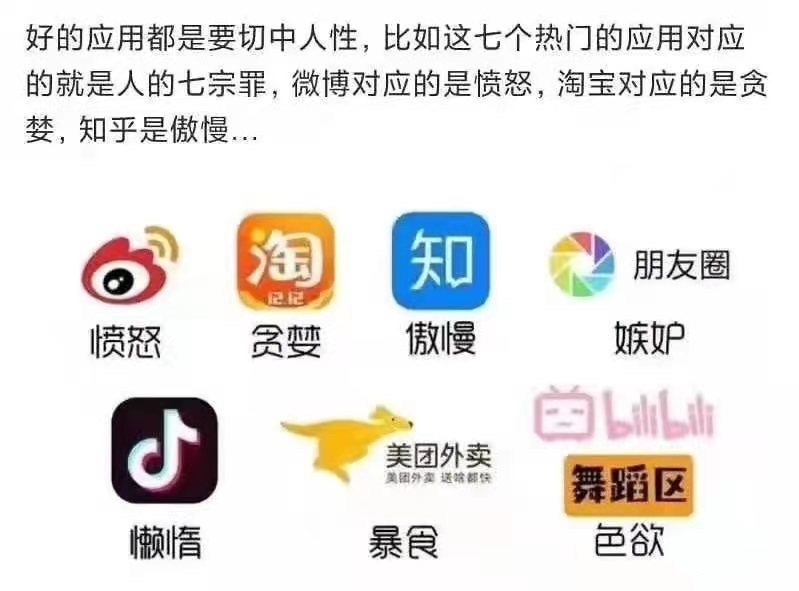 好的应用都是要切中人性，比如这七个热门的应用对应
的就是人的七宗罪，微博对应的是愤怒，淘宝对应的是贪
婪，知乎是傲慢...
淘
12.12
知
朋友圈
愤怒
贪婪
傲慢
嫉妒
美团外卖
美团外卖 送啥都快
bilibili
舞蹈区
懒惰
暴食
色欲